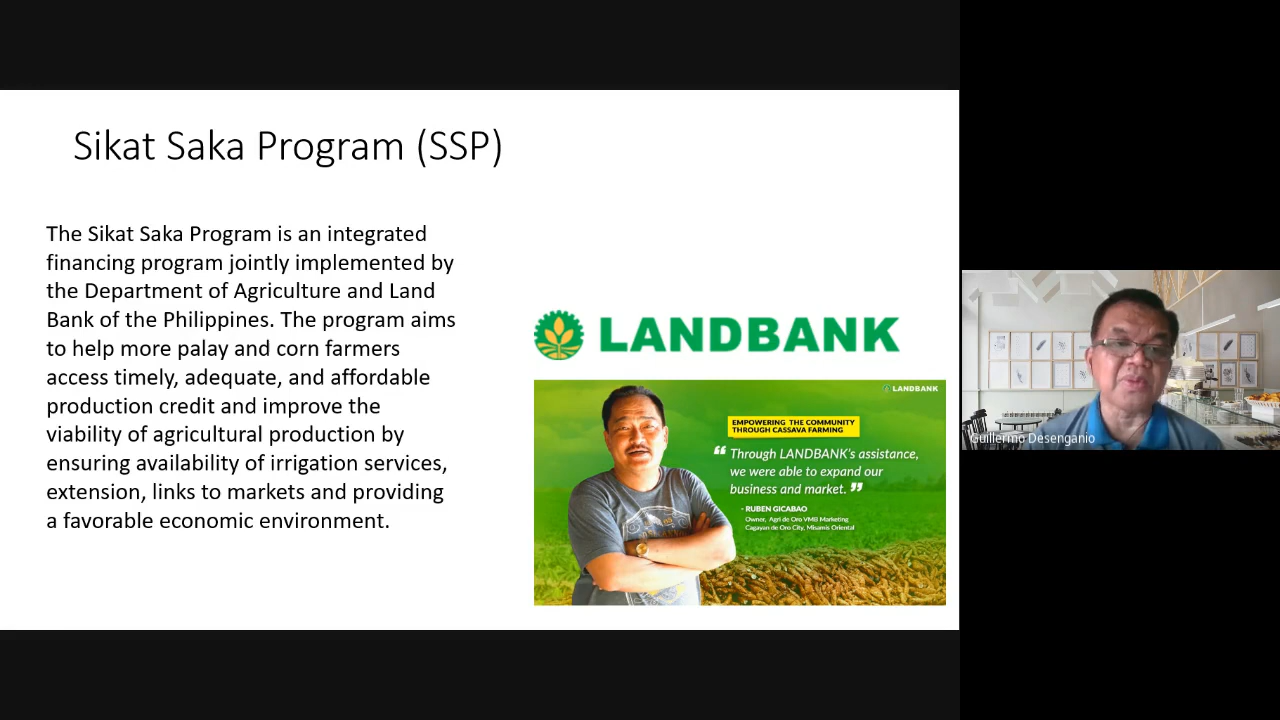 Sikat Saka Program (SSP)
The Sikat Saka Program is an integrated
financing program jointly implemented by
the Department of Agriculture and Land
Bank of the Philippines. The program aims
to help more palay and corn farmers
access timely, adequate, and affordable
production credit and improve the
viability of agricultural production by
ensuring availability of irrigation services,
extension, links to markets and providing
a favorable economic environment.
LANDBANK
LANDBANK
EMPOWERING THE COMMUNITY
THROUGH CASSAVA FARMING
“Through LANDBANK's assistance,
we were able to expand our
business and market.”
- RUBEN GICABAO
Owner, Agri de Oro VMB Marketing
Cagayan de Oro City, Misamis Oriental
Guillermo Desenganio